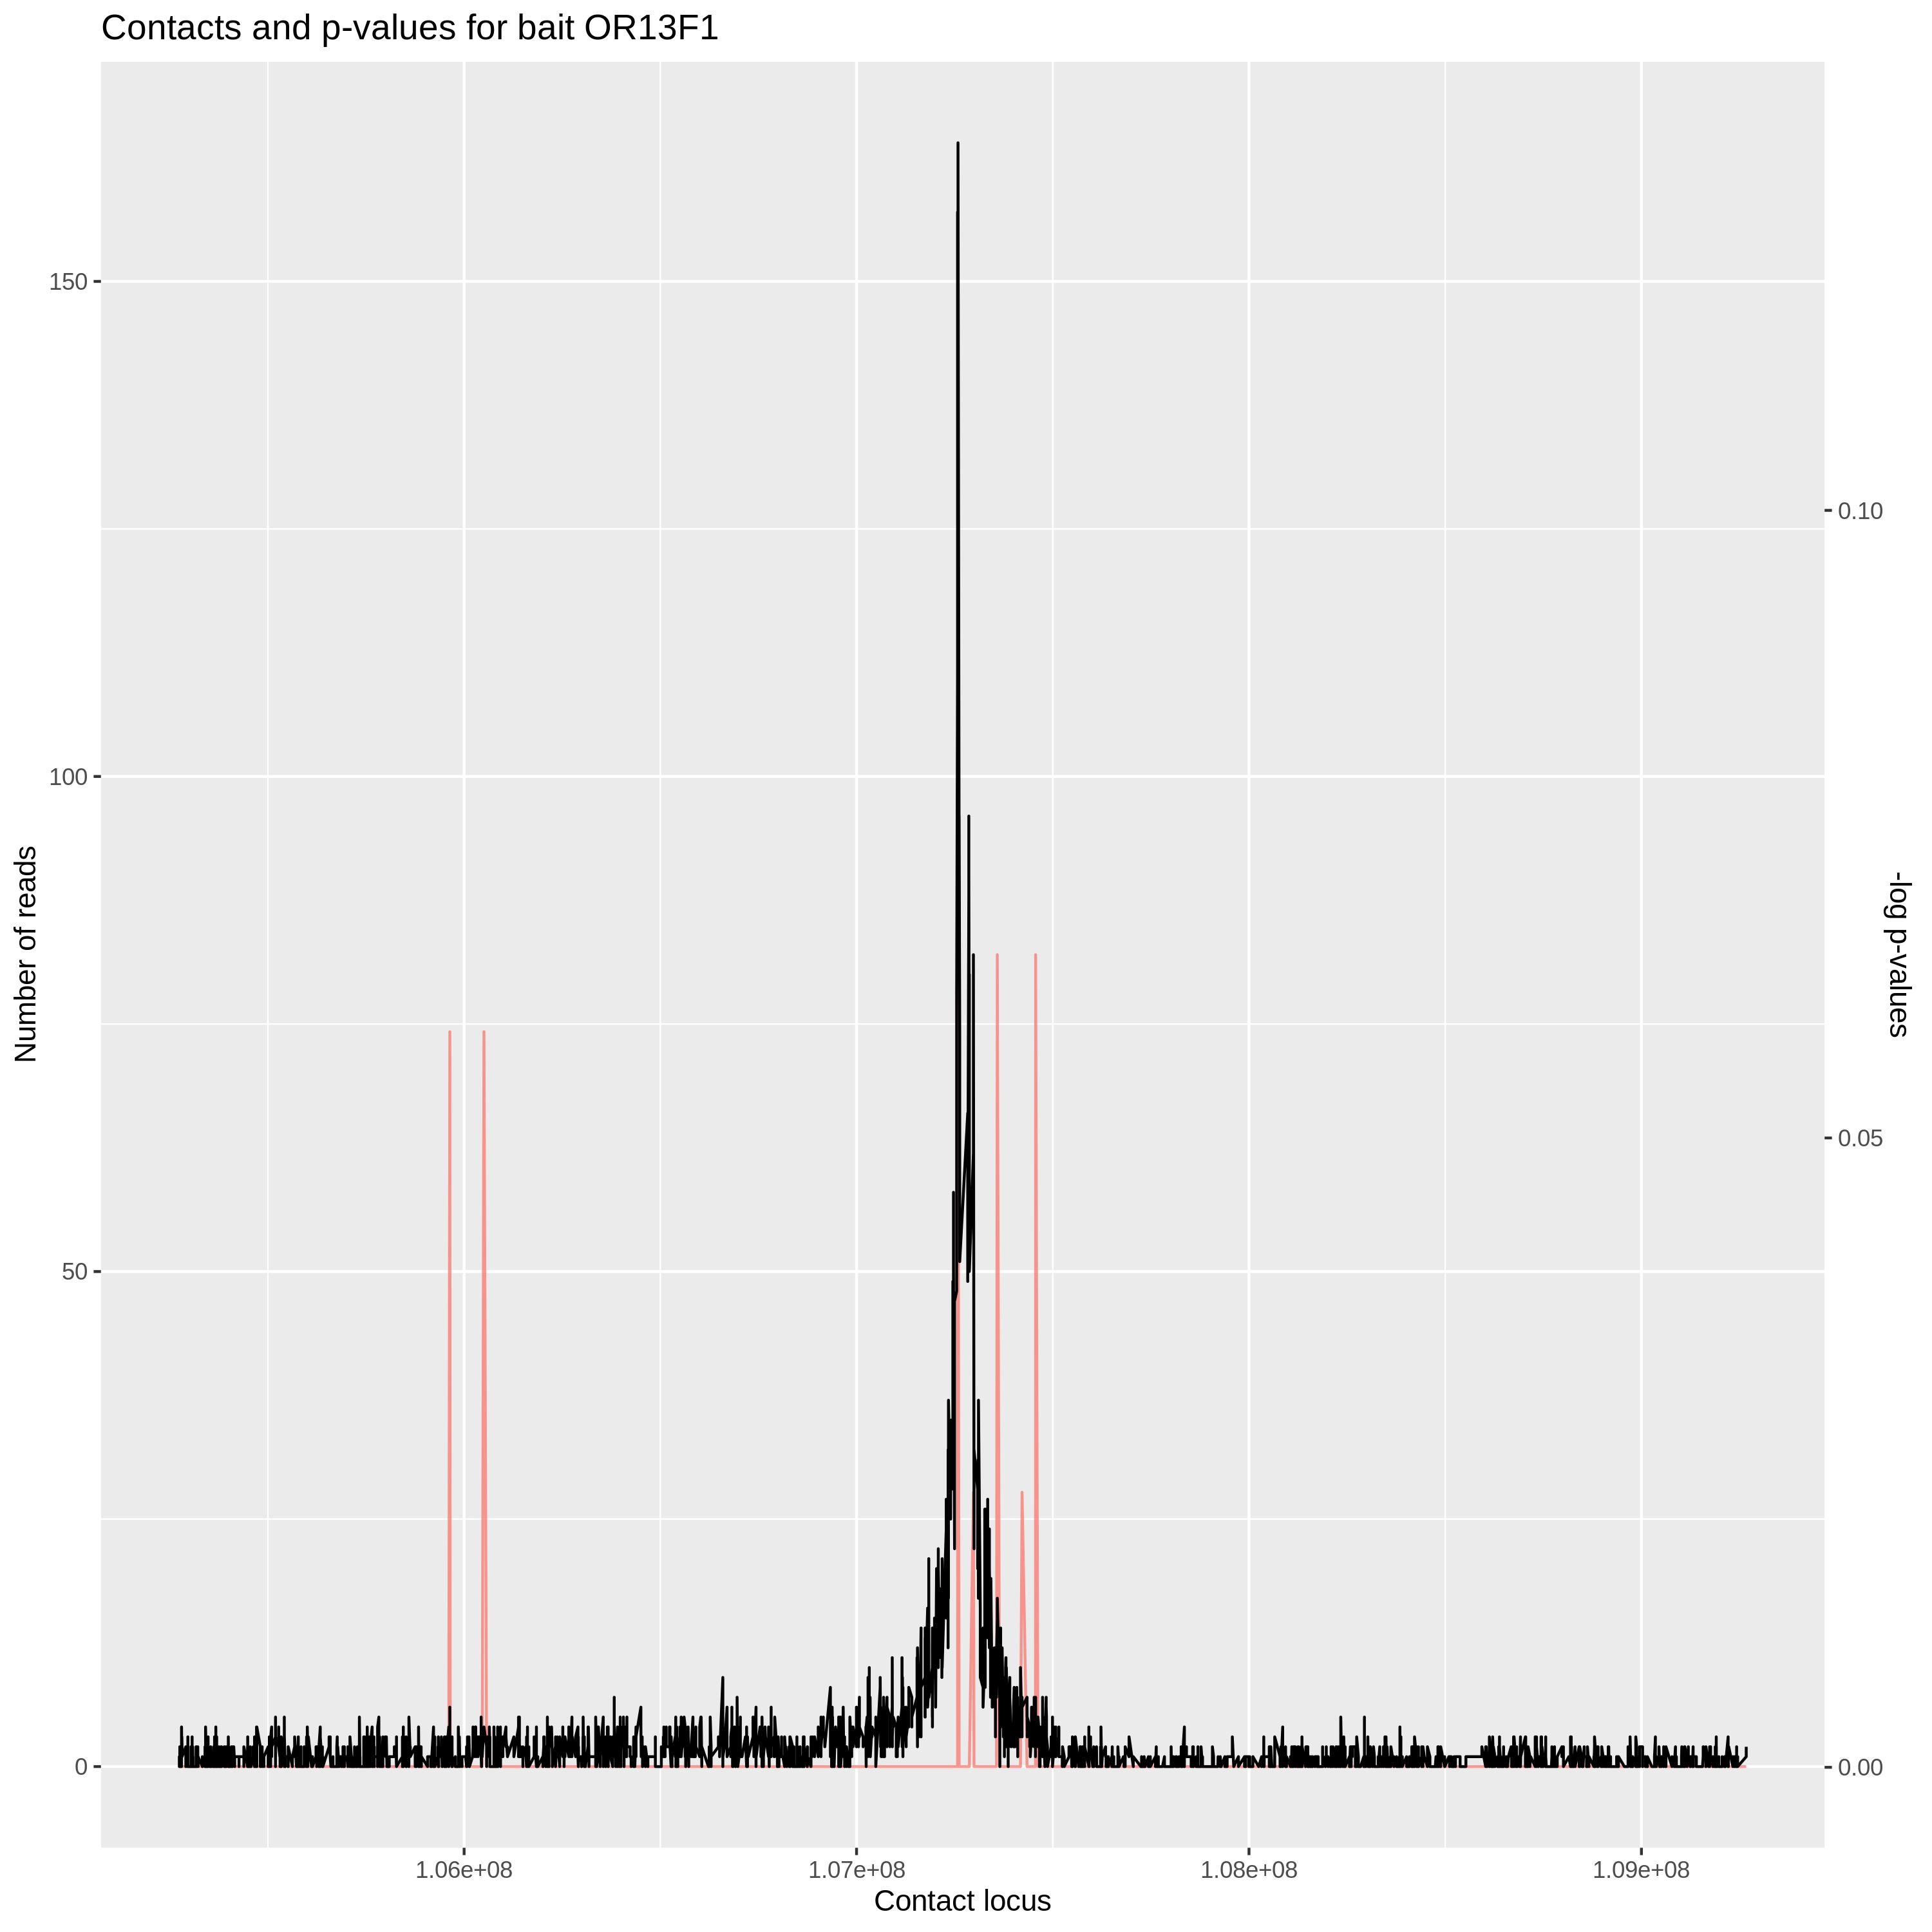 Contacts and p-values for bait OR13F1
150
100
50
0
Number of reads
0.10
0.05
0.00
-log p-values
1.06e+08
1.07e+08
1.08e+08
1.09e+08
Contact locus